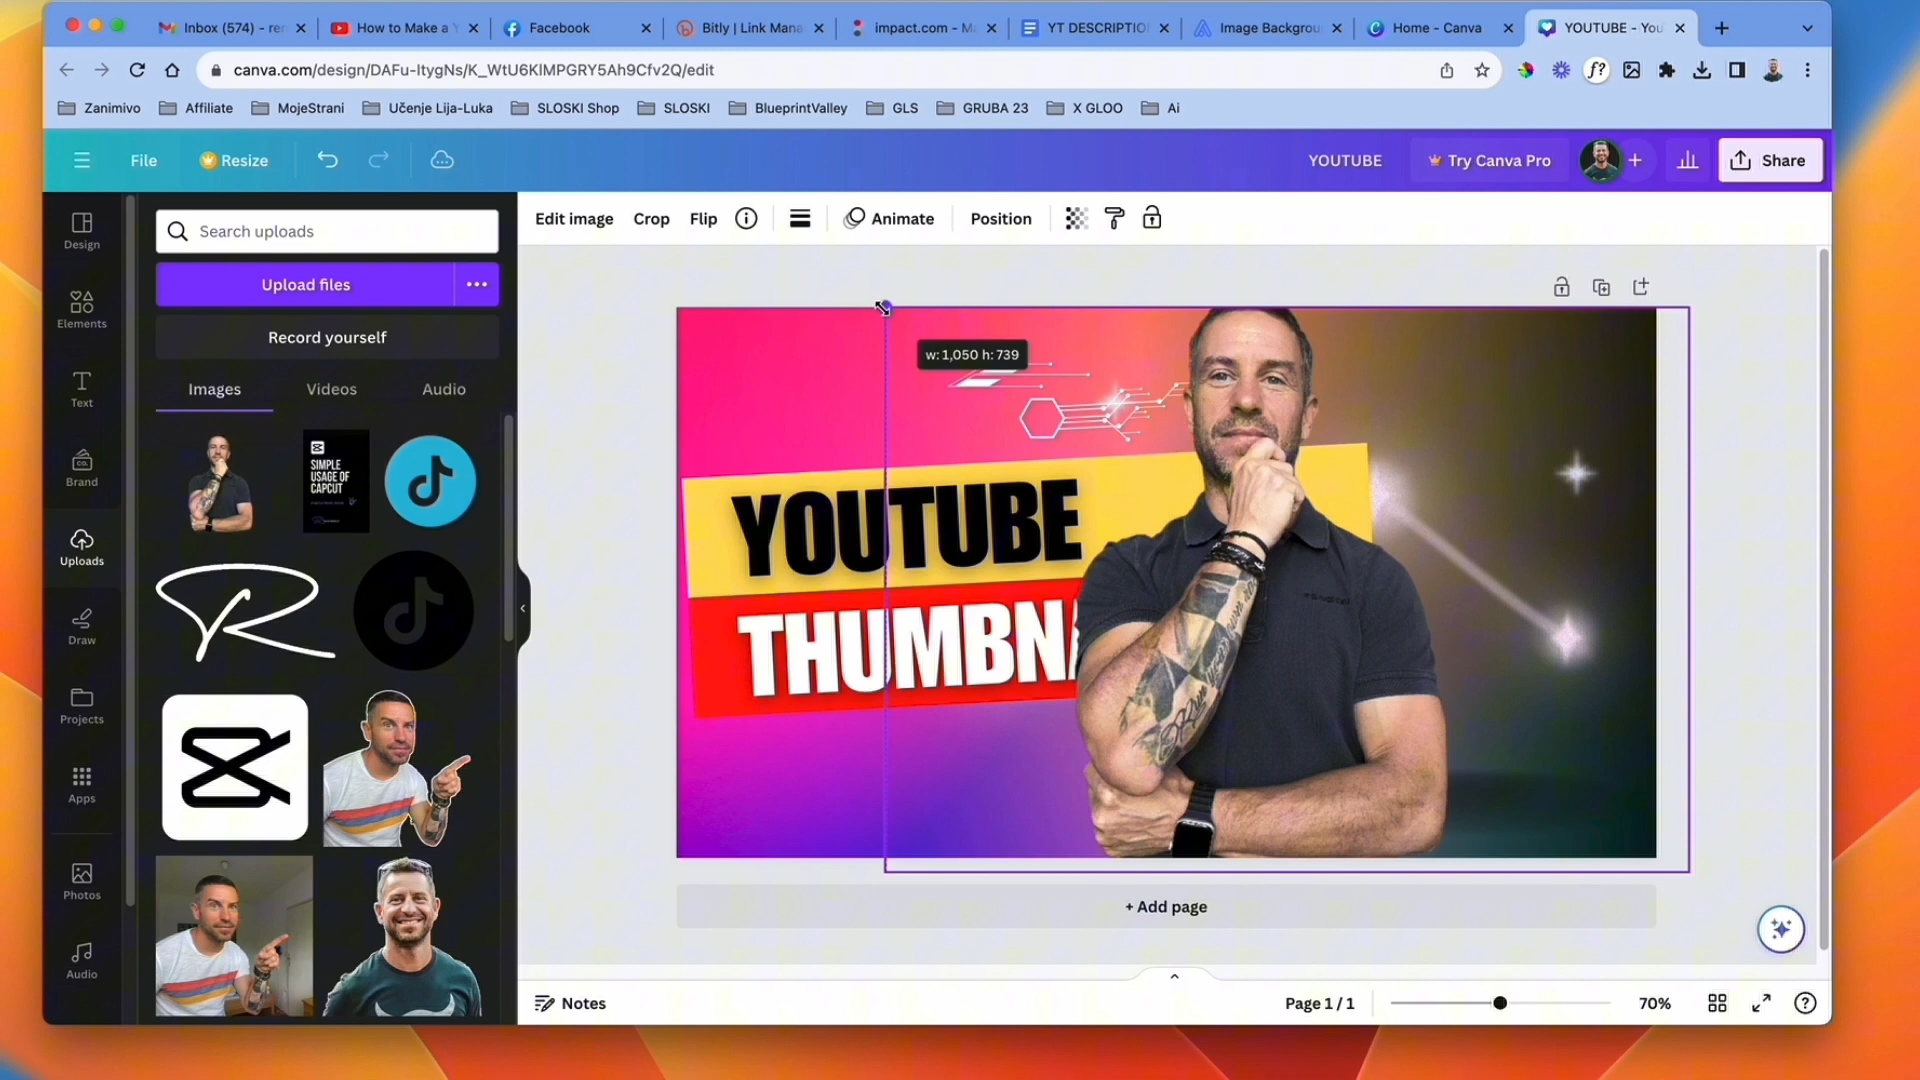 Inbox (574) - ren
How to Make a Y
Facebook
Bitly | Link Mana
impact.com - Ma
YT DESCRIPTIO
Image Backgrou
Home - Canva
YOUTUBE - You
canva.com/design/DAFu-ItygNs/K_WtU6KIMPGRY5Ah9Cfv2Q/edit
f?
Zanimivo
Affiliate
MojeStrani
Učenje Lija-Luka
SLOSKI Shop
SLOSKI
BlueprintValley
GLS
GRUBA 23
X GLOO
Ai
File
Resize
YOUTUBE
Try Canva Pro
Share
Design
Elements
Text
Brand
Uploads
Draw
Projects
Apps
Photos
Audio
Search uploads
Upload files
Record yourself
Images
Videos
Audio
SIMPLE
USAGE OF
CAPCUT
R
Edit image
Crop
Flip
Animate
Position
w: 1,050 h: 739
YOUTUBE
THUMBNA
+ Add page
Notes
Page 1 / 1
70%